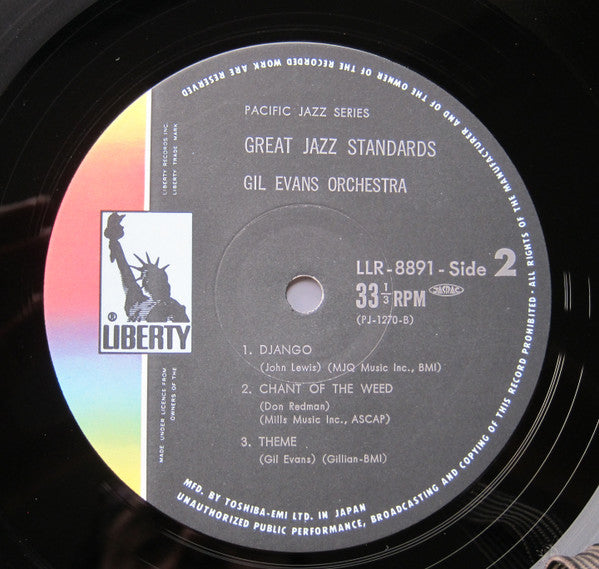 ALL RIGHTS OF THE MANUFACTURER AND OF THE OWNER OF THE RECORDED WORK ARE RESERVED
PACIFIC JAZZ SERIES
GREAT JAZZ STANDARDS
GIL EVANS ORCHESTRA
LIBERTY RECORDS INC.
LIBERTY TRADE MARK
LLR-8891-Side 2
33 1/3 RPM
JASRAC
(PJ-1270-B)
R
LIBERTY
1. DJANGO
(John Lewis) (MJQ Music Inc., BMI)
2. CHANT OF THE WEED
(Don Redman)
(Mills Music Inc., ASCAP)
3. THEME
(Gil Evans) (Gillian-BMI)
MADE UNDER LICENCE FROM
OWNERS OF THE
MFD. BY TOSHIBA-EMI LTD. IN JAPAN
UNAUTHORIZED PUBLIC PERFORMANCE, BROADCASTING AND COPYING OF THIS RECORD PROHIBITED·